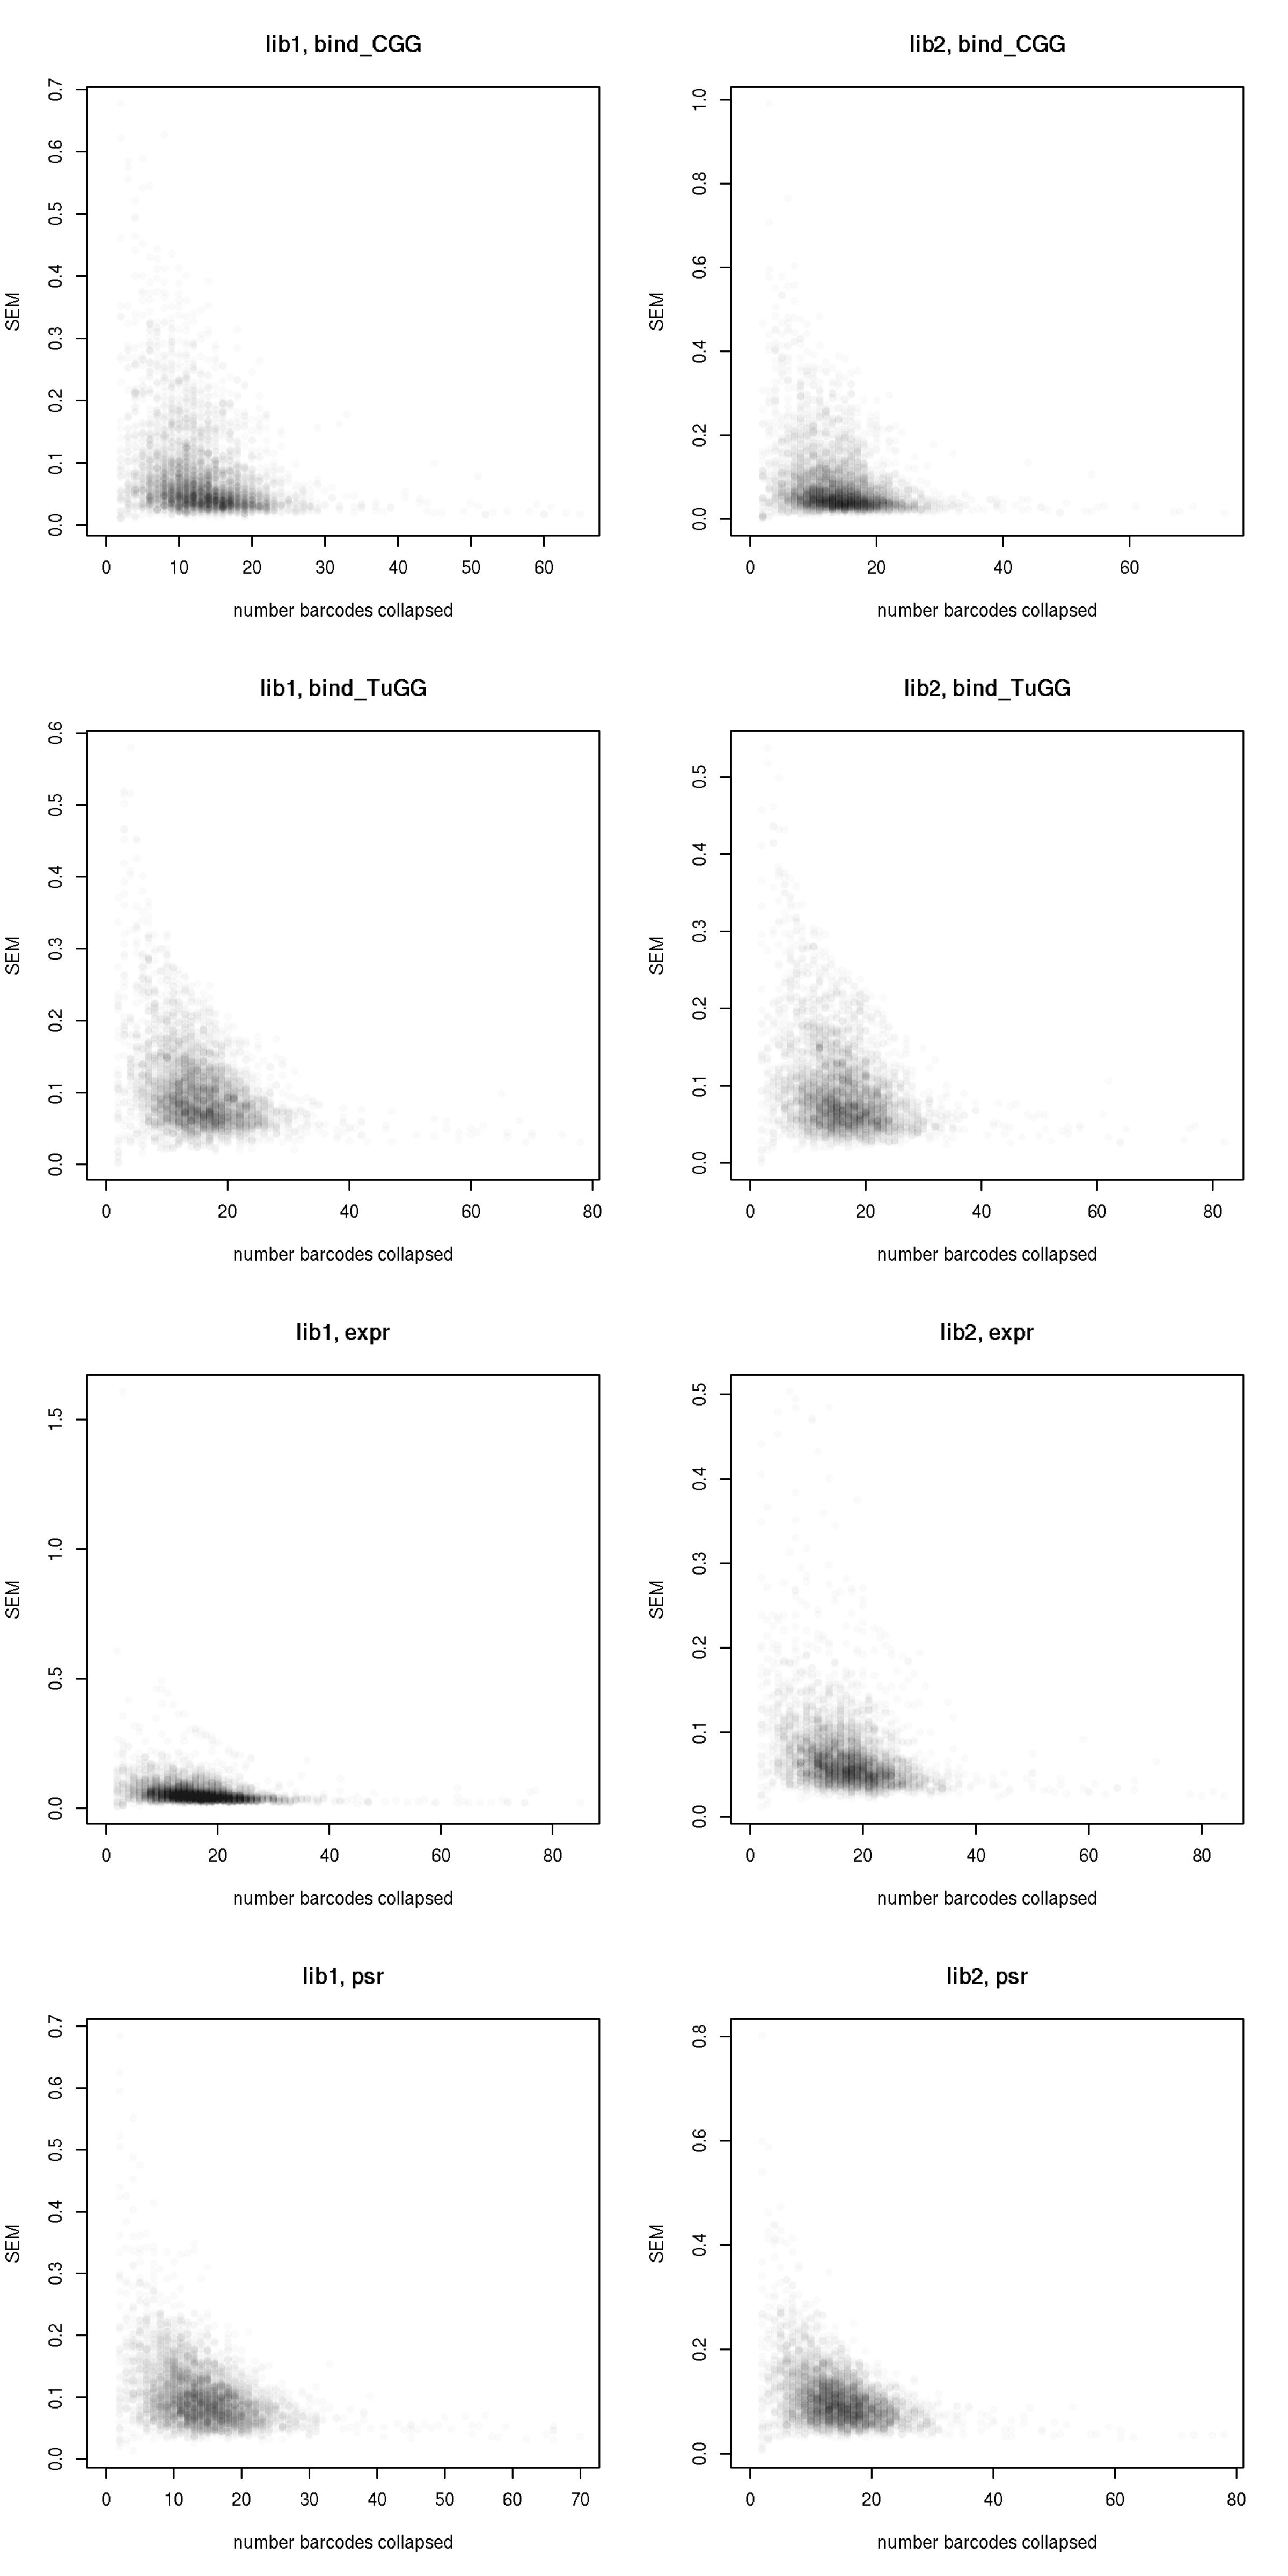 lib1, bind_CGG
0.0 0.1 0.2 0.3 0.4 0.5 0.6 0.7
SEM
0 10 20 30 40 50 60
number barcodes collapsed
lib2, bind_CGG
0.0 0.2 0.4 0.6 0.8 1.0
SEM
0 20 40 60
number barcodes collapsed
lib1, bind_TuGG
0.0 0.1 0.2 0.3 0.4 0.5 0.6
SEM
0 20 40 60 80
number barcodes collapsed
lib2, bind_TuGG
0.0 0.1 0.2 0.3 0.4 0.5
SEM
0 20 40 60 80
number barcodes collapsed
lib1, expr
0.0 0.5 1.0 1.5
SEM
0 20 40 60 80
number barcodes collapsed
lib2, expr
0.0 0.1 0.2 0.3 0.4 0.5
SEM
0 20 40 60 80
number barcodes collapsed
lib1, psr
0.0 0.1 0.2 0.3 0.4 0.5 0.6 0.7
SEM
0 10 20 30 40 50 60 70
number barcodes collapsed
lib2, psr
0.0 0.2 0.4 0.6 0.8
SEM
0 20 40 60 80
number barcodes collapsed